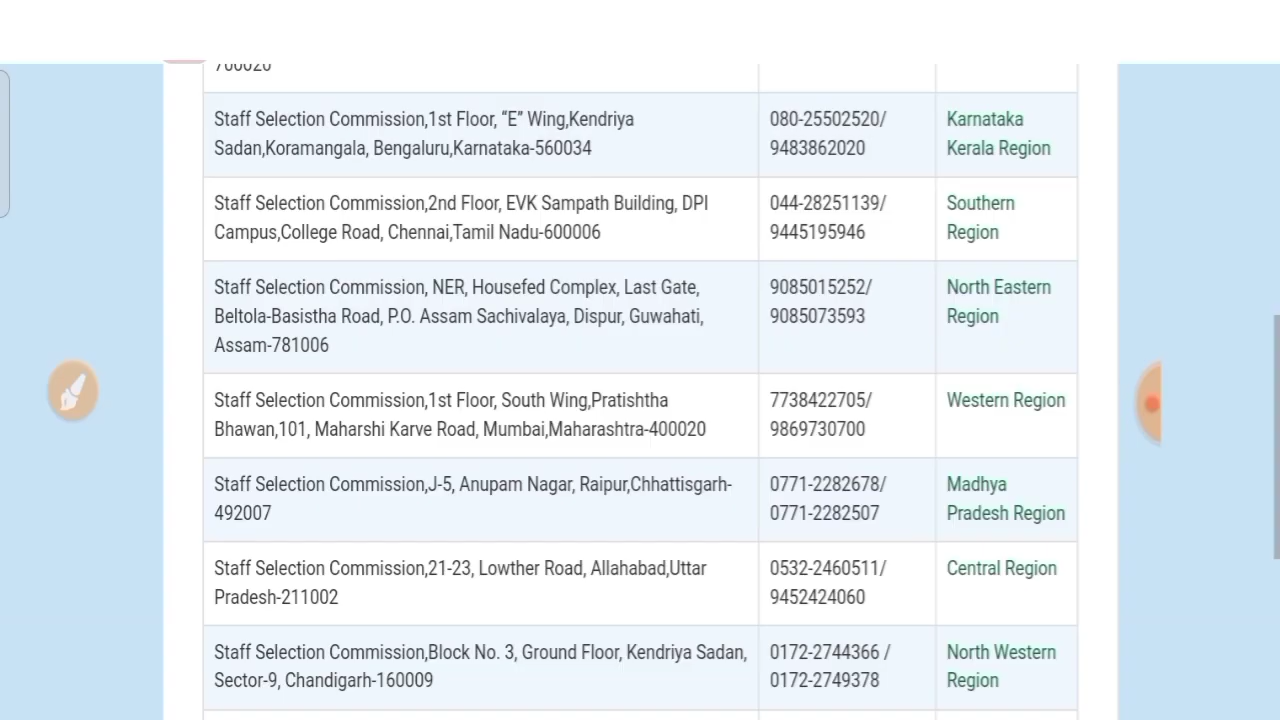 700020
Staff Selection Commission,1st Floor, “E” Wing,Kendriya
Sadan,Koramangala, Bengaluru,Karnataka-560034
080-25502520/
9483862020
Karnataka
Kerala Region
Staff Selection Commission,2nd Floor, EVK Sampath Building, DPI
Campus,College Road, Chennai,Tamil Nadu-600006
044-28251139/
9445195946
Southern
Region
Staff Selection Commission, NER, Housefed Complex, Last Gate,
Beltola-Basistha Road, P.O. Assam Sachivalaya, Dispur, Guwahati,
Assam-781006
9085015252/
9085073593
North Eastern
Region
Staff Selection Commission,1st Floor, South Wing,Pratishtha
Bhawan,101, Maharshi Karve Road, Mumbai,Maharashtra-400020
7738422705/
9869730700
Western Region
Staff Selection Commission,J-5, Anupam Nagar, Raipur,Chhattisgarh-
492007
0771-2282678/
0771-2282507
Madhya
Pradesh Region
Staff Selection Commission,21-23, Lowther Road, Allahabad,Uttar
Pradesh-211002
0532-2460511/
9452424060
Central Region
Staff Selection Commission,Block No. 3, Ground Floor, Kendriya Sadan,
Sector-9, Chandigarh-160009
0172-2744366 /
0172-2749378
North Western
Region